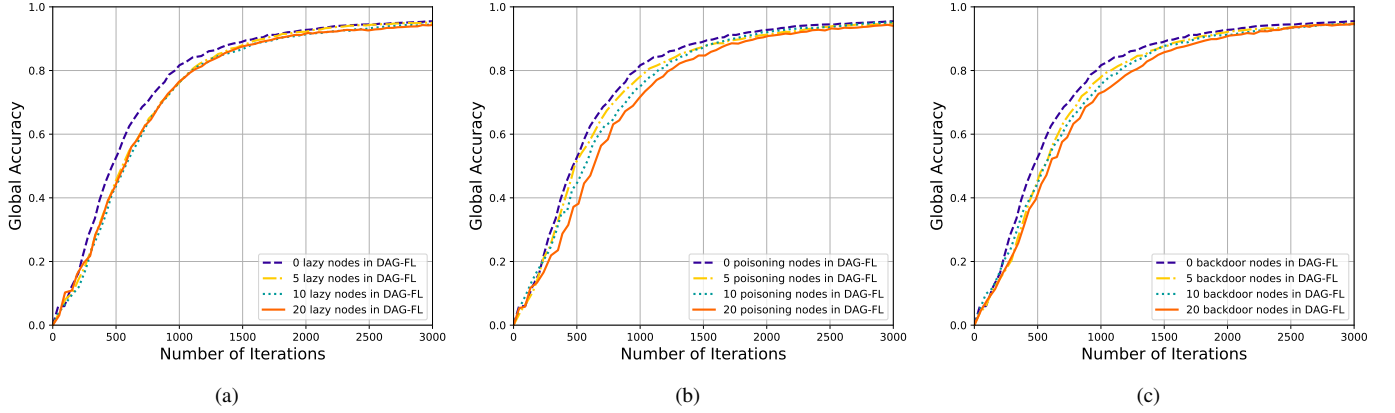 Global Accuracy
1.0
0.8
0.6
0.4
0.2
0.0
0 lazy nodes in DAG-FL
5 lazy nodes in DAG-FL
10 lazy nodes in DAG-FL
20 lazy nodes in DAG-FL
0 500 1000 1500 2000 2500 3000
Number of Iterations
(a)
Global Accuracy
1.0
0.8
0.6
0.4
0.2
0.0
0 poisoning nodes in DAG-FL
5 poisoning nodes in DAG-FL
10 poisoning nodes in DAG-FL
20 poisoning nodes in DAG-FL
0 500 1000 1500 2000 2500 3000
Number of Iterations
(b)
Global Accuracy
1.0
0.8
0.6
0.4
0.2
0.0
0 backdoor nodes in DAG-FL
5 backdoor nodes in DAG-FL
10 backdoor nodes in DAG-FL
20 backdoor nodes in DAG-FL
0 500 1000 1500 2000 2500 3000
Number of Iterations
(c)